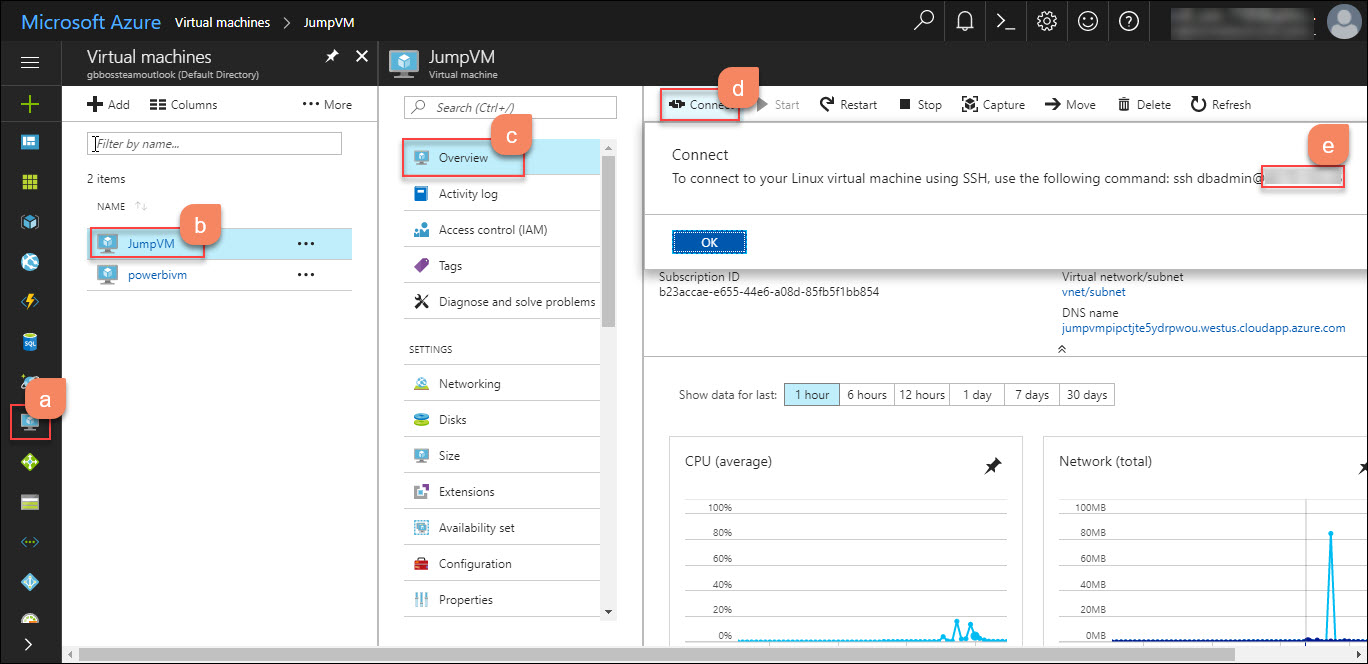 Microsoft Azure Virtual machines > JumpVM
Virtual machines
gbbossteamoutlook (Default Directory)
Add Columns ··· More
Filter by name...
2 items
NAME
b
JumpVM ···
powerbivm ···
a
JumpVM
Virtual machine
Search (Ctrl+/)
c
Overview
Activity log
Access control (IAM)
Tags
Diagnose and solve problems
SETTINGS
Networking
Disks
Size
Extensions
Availability set
Configuration
Properties
d
Start Restart Stop Capture Move Delete Refresh
e
Connect
To connect to your Linux virtual machine using SSH, use the following command: ssh dbadmin@
OK
Subscription ID
b23accae-e655-44e6-a08d-85fb5f1bb854
Virtual network/subnet
vnet/subnet
DNS name
jumpvmpipctjte5ydrpwou.westus.cloudapp.azure.com
Show data for last: 1 hour 6 hours 12 hours 1 day 7 days 30 days
CPU (average)
100%
80%
60%
40%
20%
0%
Network (total)
100MB
80MB
60MB
40MB
20MB
0MB